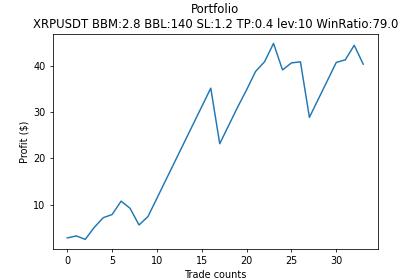 Portfolio
XRPUSDT BBM:2.8 BBL:140 SL:1.2 TP:0.4 lev:10 WinRatio:79.0
Profit ($)
40
30
20
10
0 5 10 15 20 25 30
Trade counts